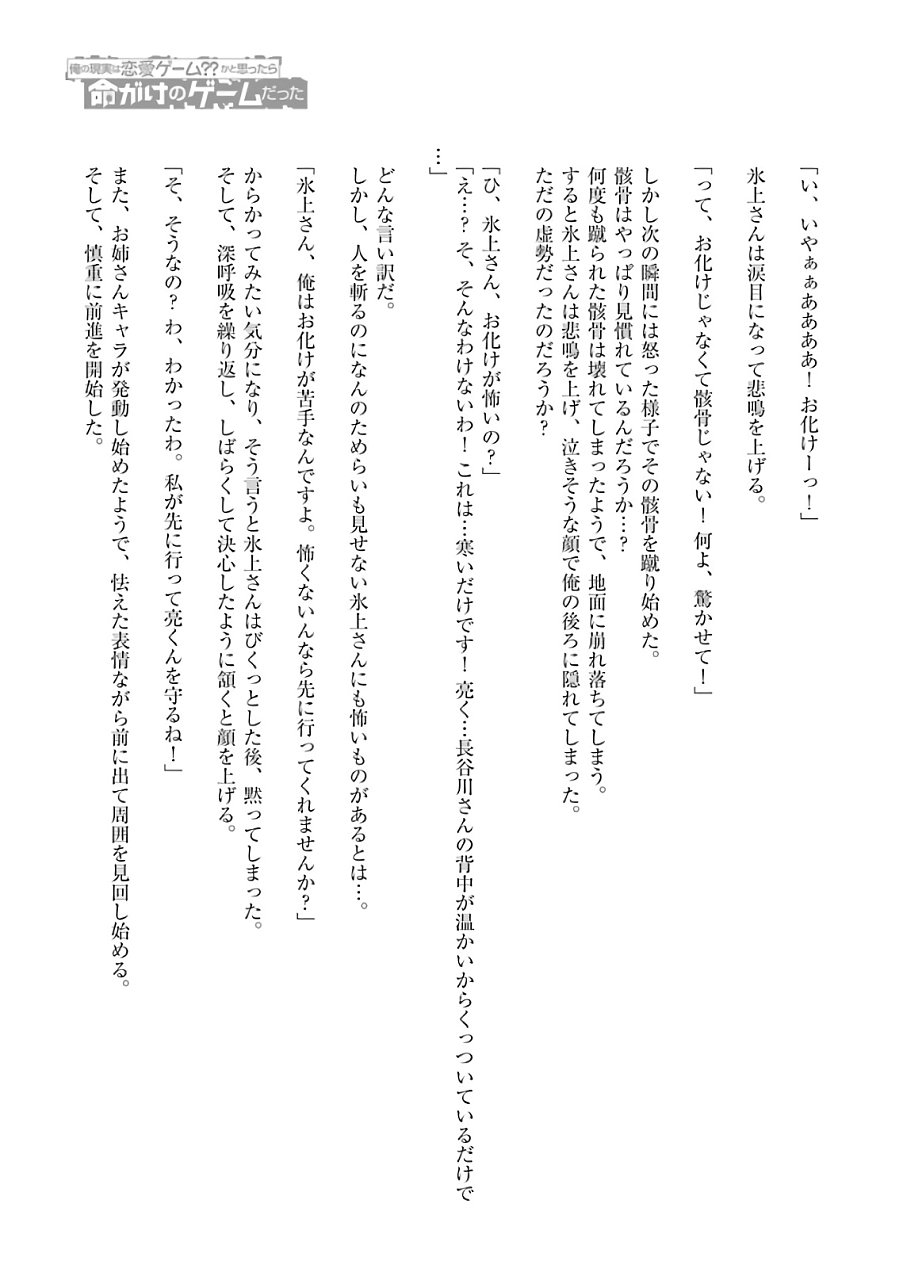 俺の現実は恋愛ゲーム??かと思ったら
命がけのゲームだった
「い、いやぁぁああああ！お化けーっ！」
氷上さんは涙目になって悲鳴を上げる。
「って、お化けじゃなくて骸骨じゃない！何よ、驚かせて！」
しかし次の瞬間には怒った様子でその骸骨を蹴り始めた。
骸骨はやっぱり見慣れているんだろうか…？
何度も蹴られた骸骨は壊れてしまったようで、地面に崩れ落ちてしまう。
すると氷上さんは悲鳴を上げ、泣きそうな顔で俺の後ろに隠れてしまった。
ただの虚勢だったのだろうか？
「ひ、氷上さん、お化けが怖いの？」
「え…？そ、そんなわけないわ！これは…寒いだけです！亮く…長谷川さんの背中が温かいからくっついているだけで
…」
どんな言い訳だ。
しかし、人を斬るのになんのためらいも見せない氷上さんにも怖いものがあるとは…。
「氷上さん、俺はお化けが苦手なんですよ。怖くないんなら先に行ってくれませんか？」
からかってみたい気分になり、そう言うと氷上さんはびくっとした後、黙ってしまった。
そして、深呼吸を繰り返し、しばらくして決心したように頷くと顔を上げる。
「そ、そうなの？わ、わかったわ。私が先に行って亮くんを守るね！」
また、お姉さんキャラが発動し始めたようで、怯えた表情ながら前に出て周囲を見回し始める。
そして、慎重に前進を開始した。